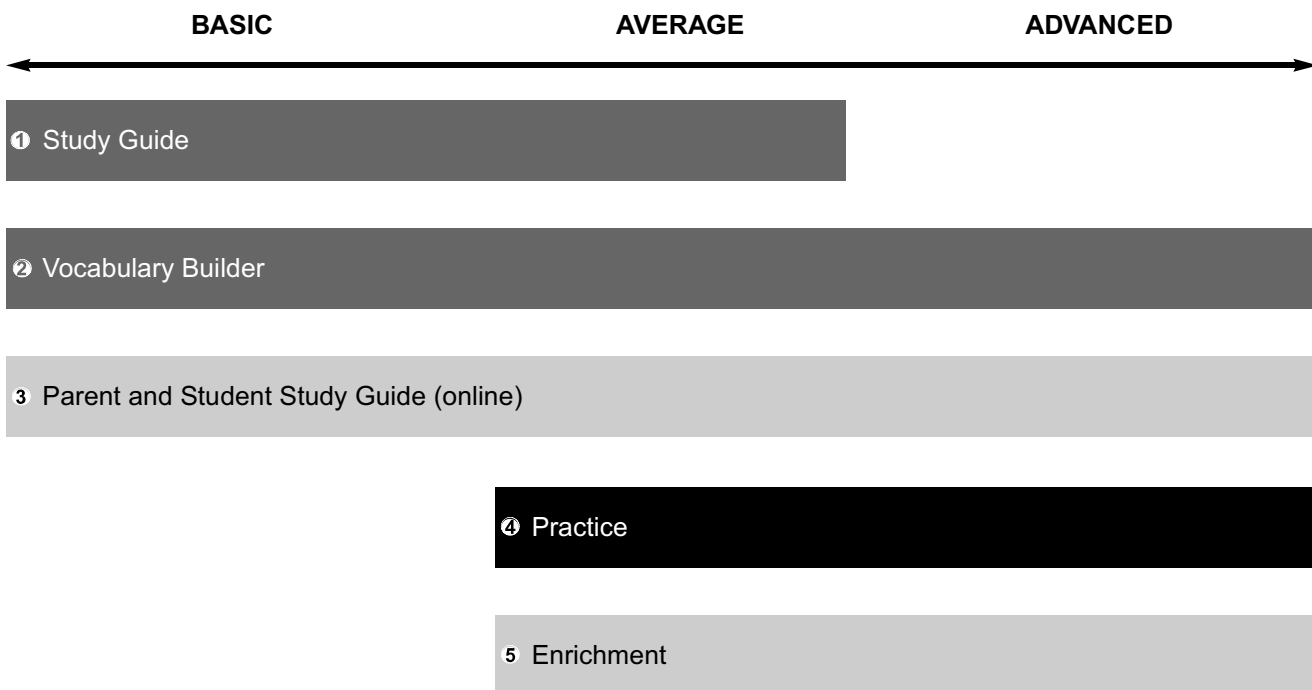 BASIC AVERAGE ADVANCED
1 Study Guide
2 Vocabulary Builder
3 Parent and Student Study Guide (online)
4 Practice
5 Enrichment